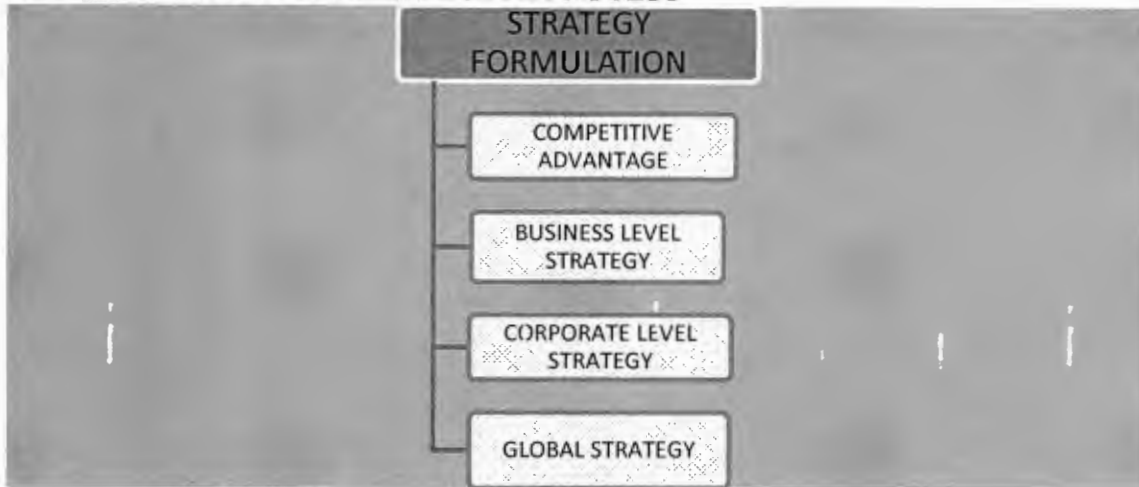 STRATEGY
FORMULATION
COMPETITIVE
ADVANTAGE
BUSINESS LEVEL
STRATEGY
CORPORATE LEVEL
STRATEGY
GLOBAL STRATEGY